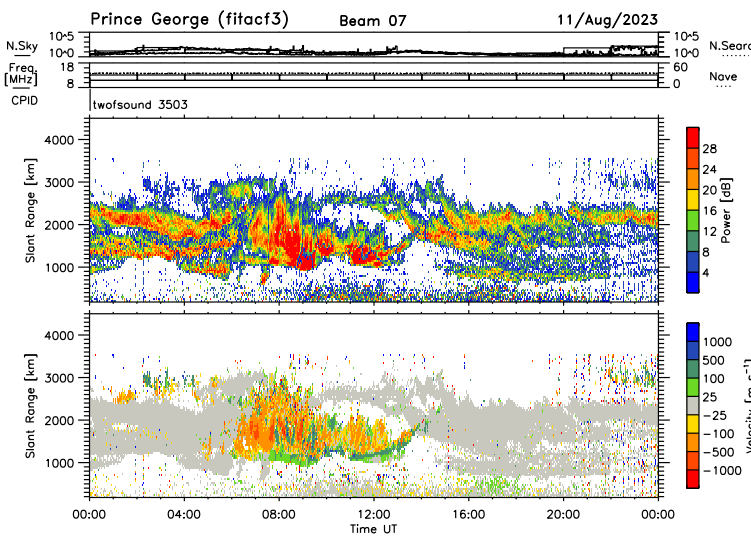 Prince George (fitacf3) Beam 07 11/Aug/2023
N.Sky 10^5 10^0 10^5 10^0 N.Searc
Freq [MHz] 18 8 60 0 Nave
CPID twofsound 3503
Slant Range [km] 4000 3000 2000 1000
28 24 20 16 12 8 4 Power [dB]
Slant Range [km] 4000 3000 2000 1000
1000 500 100 25 −25 −100 −500 −1000 Velocity [m s⁻¹]
00:00 04:00 08:00 12:00 16:00 20:00 00:00
Time UT